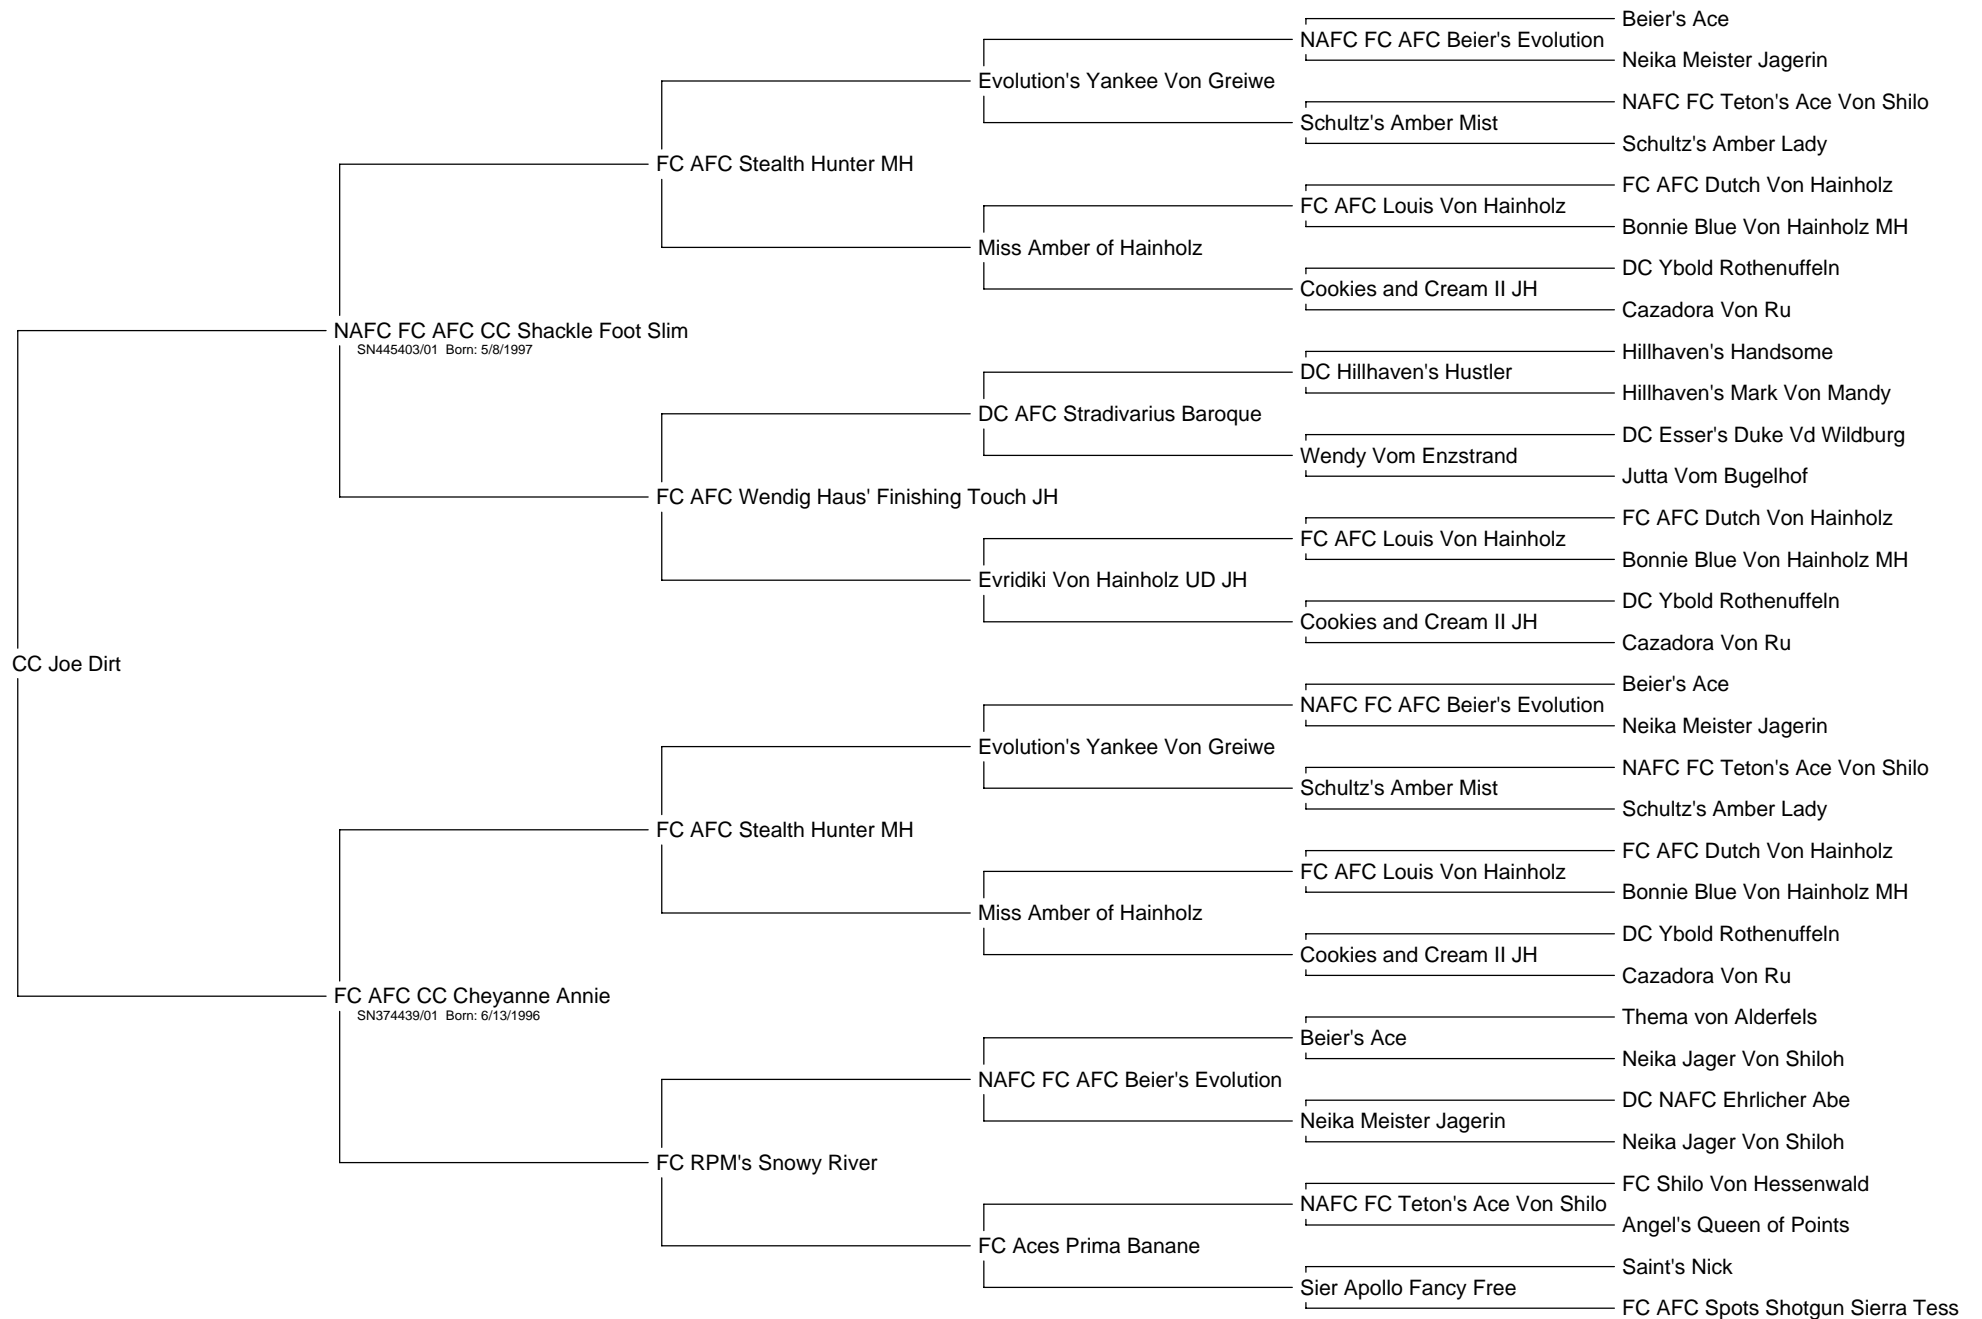 Beier's Ace
NAFC FC AFC Beier's Evolution
Neika Meister Jagerin
Evolution's Yankee Von Greiwe
NAFC FC Teton's Ace Von Shilo
Schultz's Amber Mist
Schultz's Amber Lady
FC AFC Stealth Hunter MH
FC AFC Dutch Von Hainholz
FC AFC Louis Von Hainholz
Bonnie Blue Von Hainholz MH
Miss Amber of Hainholz
DC Ybold Rothenuffeln
Cookies and Cream II JH
Cazadora Von Ru
NAFC FC AFC CC Shackle Foot Slim
SN445403/01 Born: 5/8/1997
Hillhaven's Handsome
DC Hillhaven's Hustler
Hillhaven's Mark Von Mandy
DC AFC Stradivarius Baroque
DC Esser's Duke Vd Wildburg
Wendy Vom Enzstrand
Jutta Vom Bugelhof
FC AFC Wendig Haus' Finishing Touch JH
FC AFC Dutch Von Hainholz
FC AFC Louis Von Hainholz
Bonnie Blue Von Hainholz MH
Evridiki Von Hainholz UD JH
DC Ybold Rothenuffeln
Cookies and Cream II JH
Cazadora Von Ru
CC Joe Dirt
Beier's Ace
NAFC FC AFC Beier's Evolution
Neika Meister Jagerin
Evolution's Yankee Von Greiwe
NAFC FC Teton's Ace Von Shilo
Schultz's Amber Mist
Schultz's Amber Lady
FC AFC Stealth Hunter MH
FC AFC Dutch Von Hainholz
FC AFC Louis Von Hainholz
Bonnie Blue Von Hainholz MH
Miss Amber of Hainholz
DC Ybold Rothenuffeln
Cookies and Cream II JH
Cazadora Von Ru
FC AFC CC Cheyanne Annie
SN374439/01 Born: 6/13/1996
Thema von Alderfels
Beier's Ace
Neika Jager Von Shiloh
NAFC FC AFC Beier's Evolution
DC NAFC Ehrlicher Abe
Neika Meister Jagerin
Neika Jager Von Shiloh
FC RPM's Snowy River
FC Shilo Von Hessenwald
NAFC FC Teton's Ace Von Shilo
Angel's Queen of Points
FC Aces Prima Banane
Saint's Nick
Sier Apollo Fancy Free
FC AFC Spots Shotgun Sierra Tess